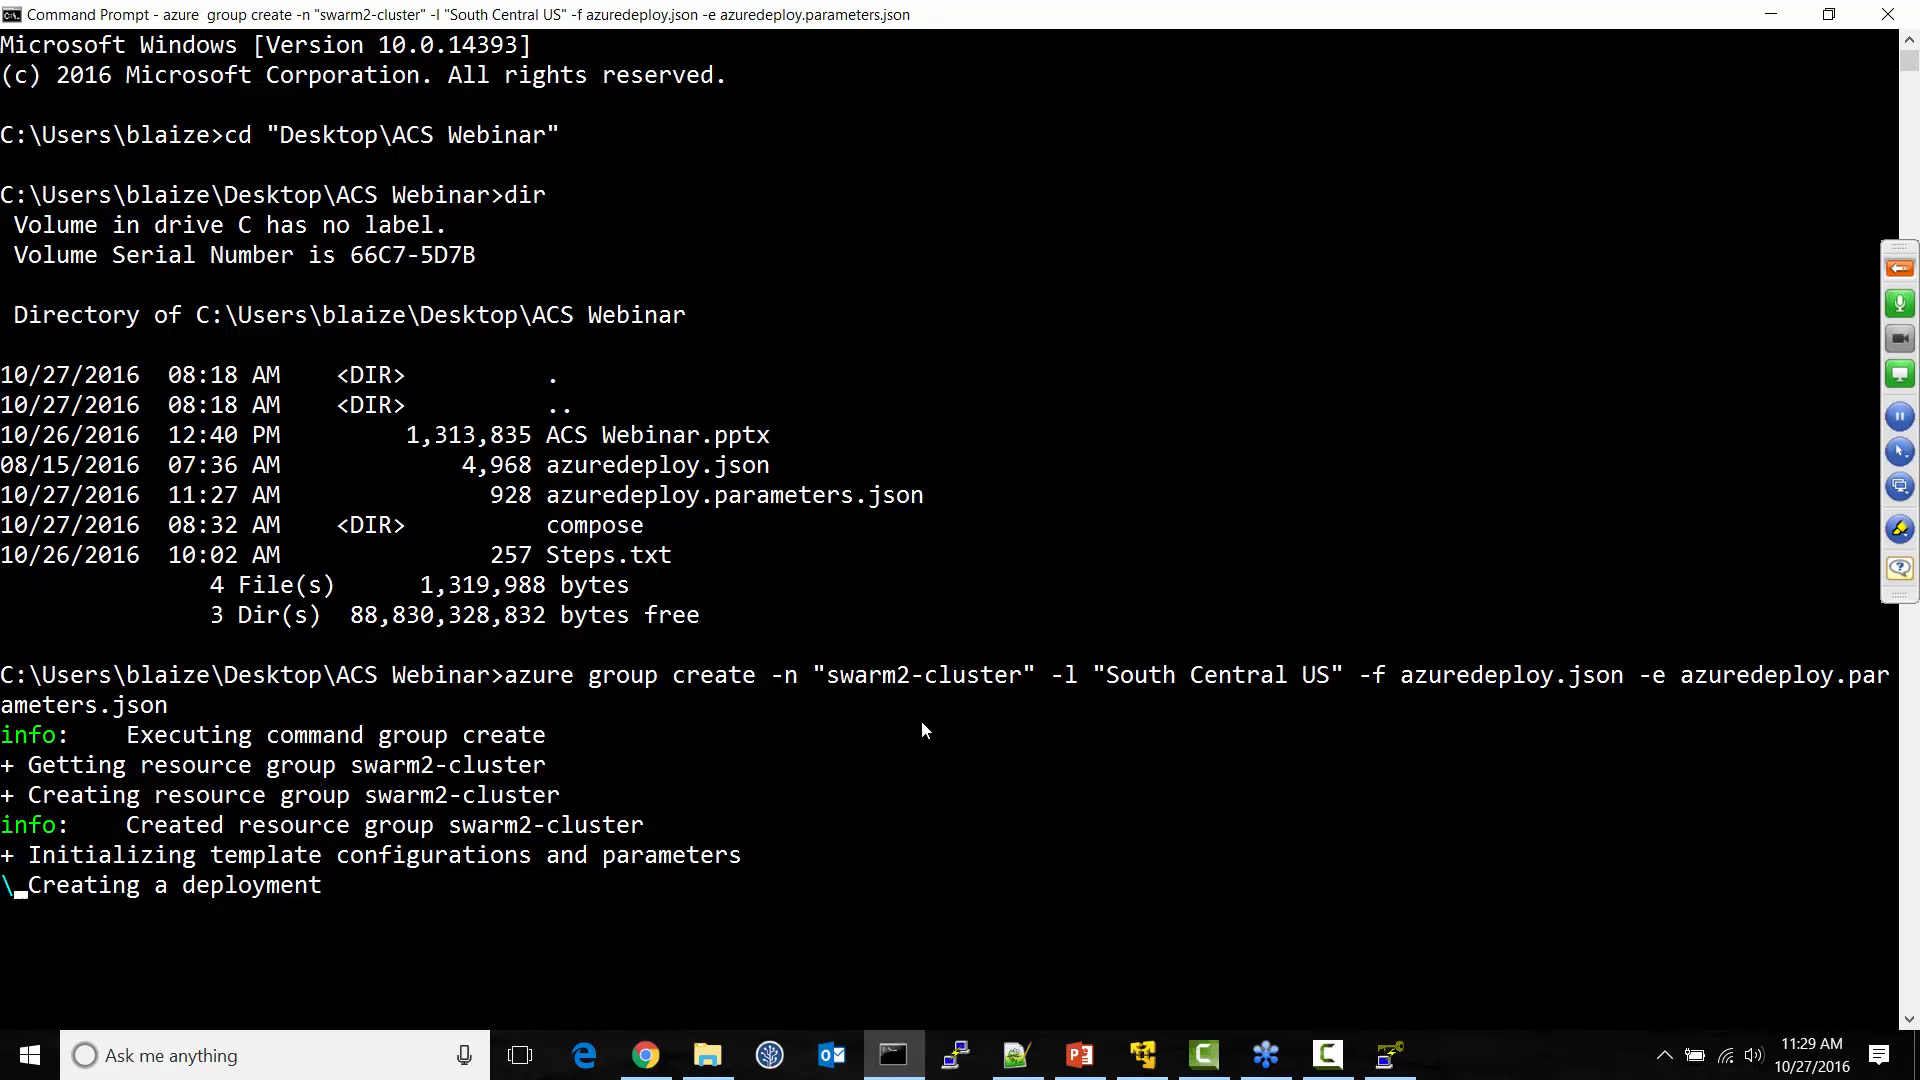 Command Prompt - azure  group create -n "swarm2-cluster" -l "South Central US" -f azuredeploy.json -e azuredeploy.parameters.json
Microsoft Windows [Version 10.0.14393]
(c) 2016 Microsoft Corporation. All rights reserved.
C:\Users\blaize>cd "Desktop\ACS Webinar"
C:\Users\blaize\Desktop\ACS Webinar>dir
 Volume in drive C has no label.
 Volume Serial Number is 66C7-5D7B
 Directory of C:\Users\blaize\Desktop\ACS Webinar
10/27/2016  08:18 AM    <DIR>          .
10/27/2016  08:18 AM    <DIR>          ..
10/26/2016  12:40 PM         1,313,835 ACS Webinar.pptx
08/15/2016  07:36 AM             4,968 azuredeploy.json
10/27/2016  11:27 AM               928 azuredeploy.parameters.json
10/27/2016  08:32 AM    <DIR>          compose
10/26/2016  10:02 AM               257 Steps.txt
               4 File(s)      1,319,988 bytes
               3 Dir(s)  88,830,328,832 bytes free
C:\Users\blaize\Desktop\ACS Webinar>azure group create -n "swarm2-cluster" -l "South Central US" -f azuredeploy.json -e azuredeploy.par
ameters.json
info:    Executing command group create
+ Getting resource group swarm2-cluster
+ Creating resource group swarm2-cluster
info:    Created resource group swarm2-cluster
+ Initializing template configurations and parameters
\ Creating a deployment
Ask me anything
11:29 AM
10/27/2016